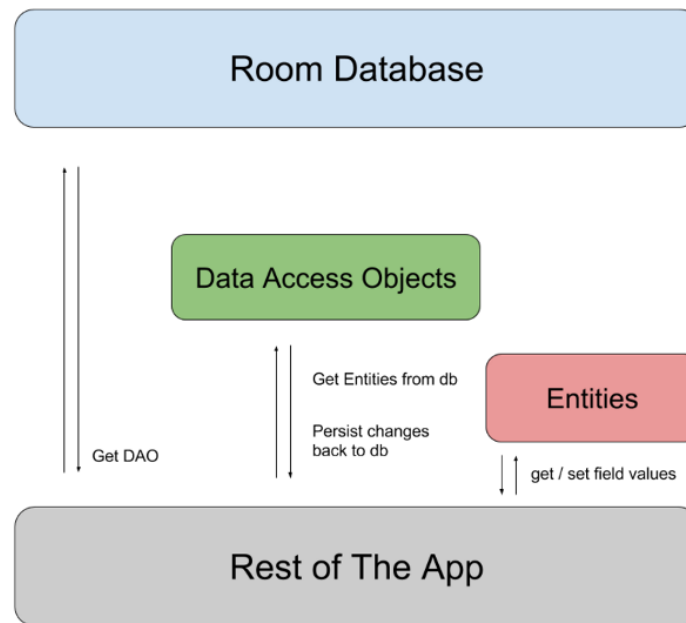 Room Database
Data Access Objects
Get Entities from db
Entities
Persist changes
back to db
Get DAO
get / set field values
Rest of The App